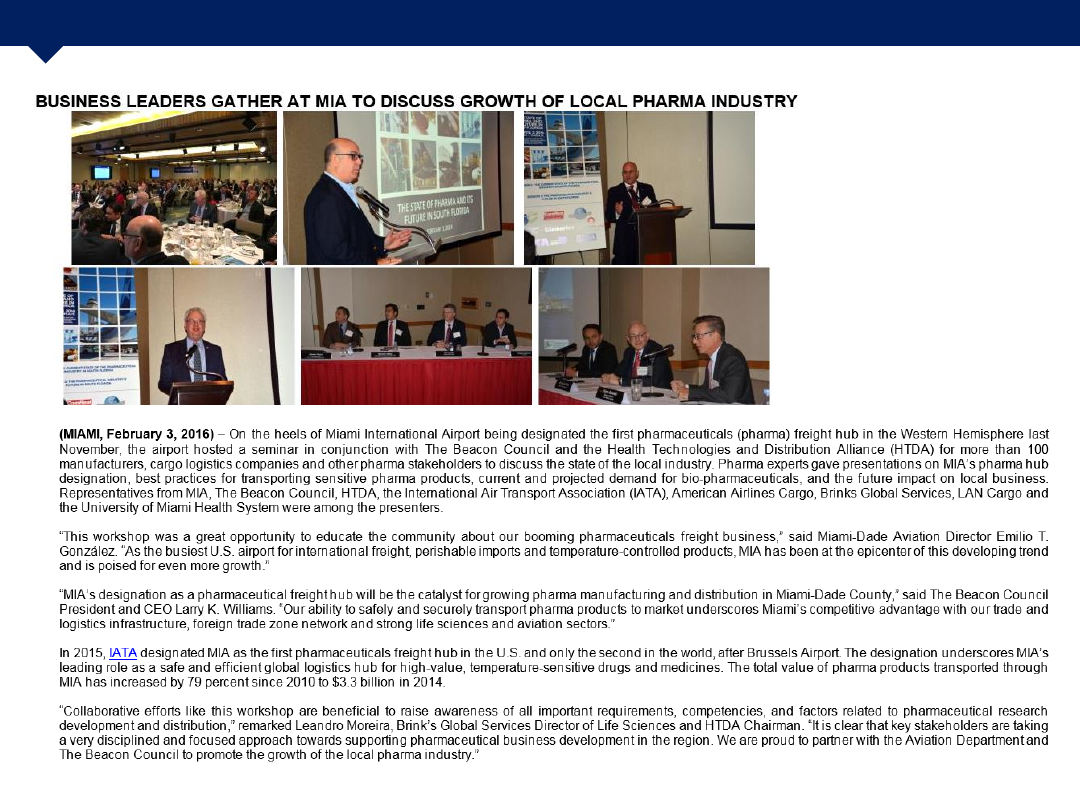 BUSINESS LEADERS GATHER AT MIA TO DISCUSS GROWTH OF LOCAL PHARMA INDUSTRY
THE STATE OF PHARMA AND ITS
FUTURE IN SOUTH FLORIDA
(MIAMI, February 3, 2016) – On the heels of Miami International Airport being designated the first pharmaceuticals (pharma) freight hub in the Western Hemisphere last
November, the airport hosted a seminar in conjunction with The Beacon Council and the Health Technologies and Distribution Alliance (HTDA) for more than 100
manufacturers, cargo logistics companies and other pharma stakeholders to discuss the state of the local industry. Pharma experts gave presentations on MIA's pharma hub
designation, best practices for transporting sensitive pharma products, current and projected demand for bio-pharmaceuticals, and the future impact on local business.
Representatives from MIA, The Beacon Council, HTDA, the International Air Transport Association (IATA), American Airlines Cargo, Brinks Global Services, LAN Cargo and
the University of Miami Health System were among the presenters.
“This workshop was a great opportunity to educate the community about our booming pharmaceuticals freight business,” said Miami-Dade Aviation Director Emilio T.
González. “As the busiest U.S. airport for international freight, perishable imports and temperature-controlled products, MIA has been at the epicenter of this developing trend
and is poised for even more growth.”
“MIA's designation as a pharmaceutical freight hub will be the catalyst for growing pharma manufacturing and distribution in Miami-Dade County,” said The Beacon Council
President and CEO Larry K. Williams. “Our ability to safely and securely transport pharma products to market underscores Miami's competitive advantage with our trade and
logistics infrastructure, foreign trade zone network and strong life sciences and aviation sectors.”
In 2015, IATA designated MIA as the first pharmaceuticals freight hub in the U.S. and only the second in the world, after Brussels Airport. The designation underscores MIA's
leading role as a safe and efficient global logistics hub for high-value, temperature-sensitive drugs and medicines. The total value of pharma products transported through
MIA has increased by 79 percent since 2010 to $3.3 billion in 2014.
“Collaborative efforts like this workshop are beneficial to raise awareness of all important requirements, competencies, and factors related to pharmaceutical research
development and distribution,” remarked Leandro Moreira, Brink's Global Services Director of Life Sciences and HTDA Chairman. “It is clear that key stakeholders are taking
a very disciplined and focused approach towards supporting pharmaceutical business development in the region. We are proud to partner with the Aviation Department and
The Beacon Council to promote the growth of the local pharma industry.”